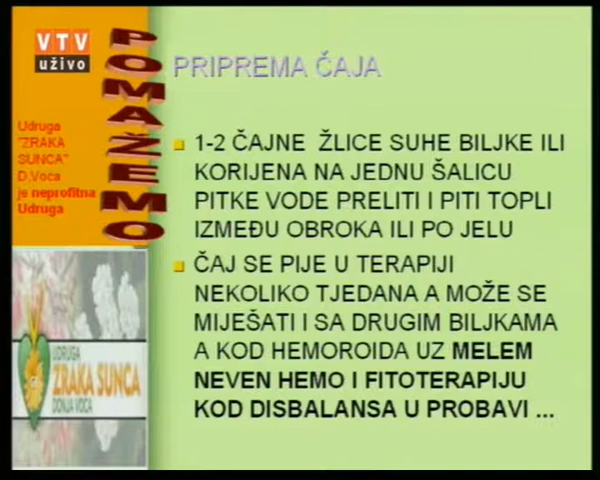 VTV
uživo
POMAŽEMO
Udruga
"ZRAKA
SUNCA"
D.Voca
je neprofitna
Udruga
UDRUGA
ZRAKA SUNCA
DONJA VOĆA
PRIPREMA ČAJA
1-2 ČAJNE ŽLICE SUHE BILJKE ILI
KORIJENA NA JEDNU ŠALICU
PITKE VODE PRELITI I PITI TOPLI
IZMEĐU OBROKA ILI PO JELU
ČAJ SE PIJE U TERAPIJI
NEKOLIKO TJEDANA A MOŽE SE
MIJEŠATI I SA DRUGIM BILJKAMA
A KOD HEMOROIDA UZ MELEM
NEVEN HEMO I FITOTERAPIJU
KOD DISBALANSA U PROBAVI ...